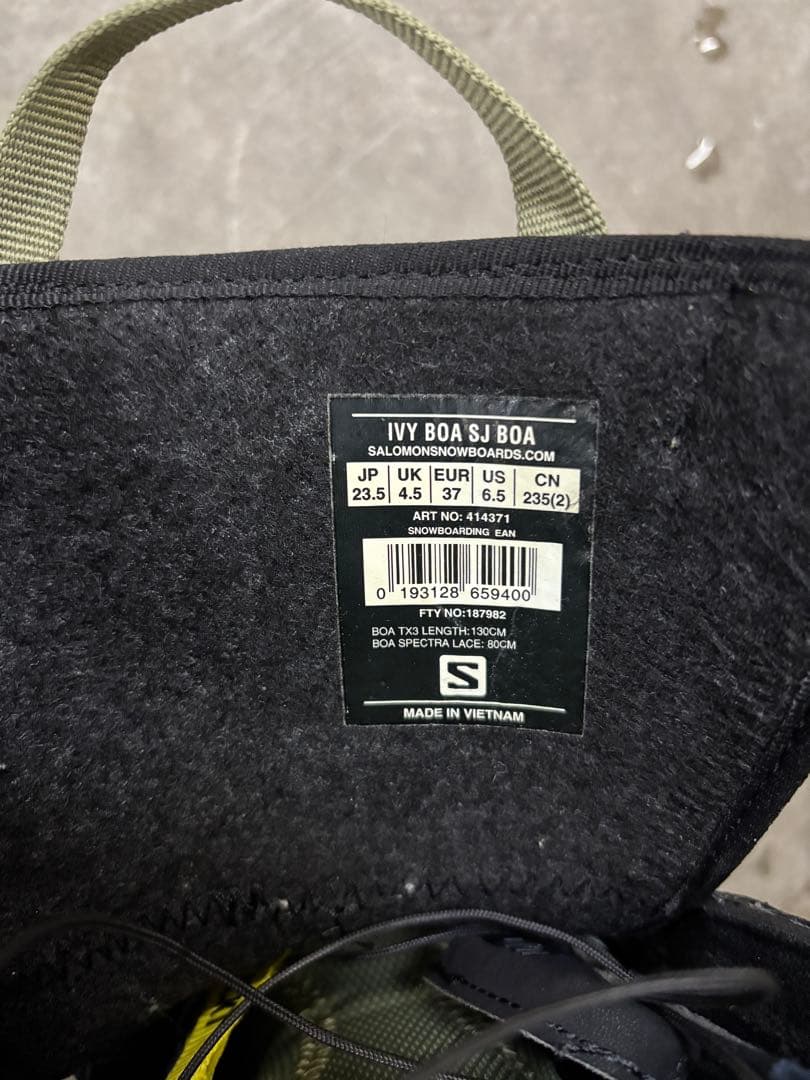 IVY BOA SJ BOA
SALOMONSNOWBOARDS.COM
JP UK EUR US CN
23.5 4.5 37 6.5 235(2)
ART NO: 414371
SNOWBOARDING EAN
0 193128 659400
FTY NO:187982
BOA TX3 LENGTH:130CM
BOA SPECTRA LACE: 80CM
S
MADE IN VIETNAM